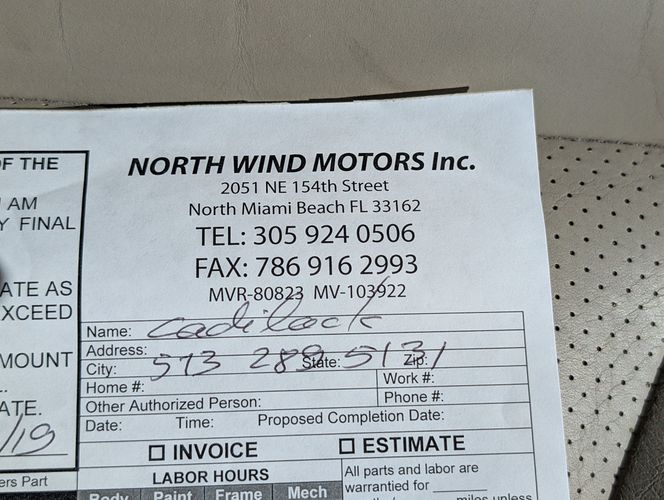 OF THE
AM
Y FINAL
ATE AS
XCEED
MOUNT
ATE.
/19
ers Part
NORTH WIND MOTORS Inc.
2051 NE 154th Street
North Miami Beach FL 33162
TEL: 305 924 0506
FAX: 786 916 2993
MVR-80823 MV-103922
Name: Cadilack
Address:
573 289 5131
City: State: Zip:
Home #: Work #:
Other Authorized Person: Phone #:
Date: Time: Proposed Completion Date:
INVOICE ESTIMATE
LABOR HOURS
Body Paint Frame Mech
All parts and labor are
warrantied for
miles unless